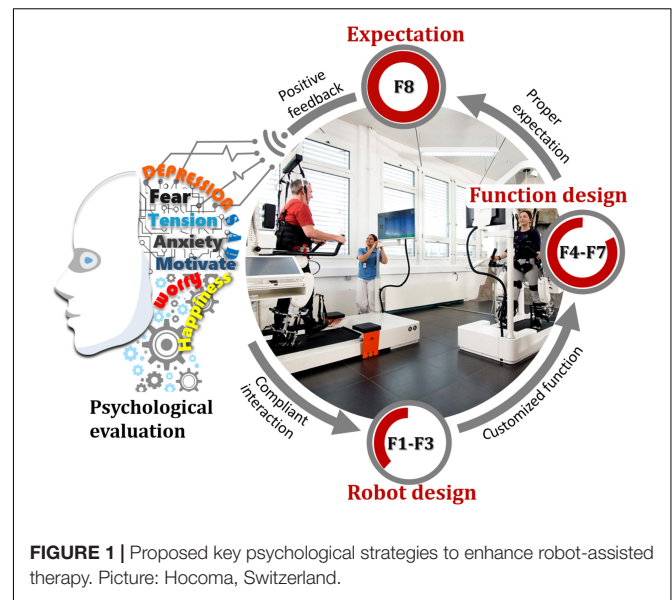 Expectation
F8
Positive
feedback
Proper
expectation
DEPRESSION
SAD
Fear
Tension
Anxiety
Motivate
worry
Happiness
Function design
F4-F7
Psychological
evaluation
Compliant
interaction
Customized function
F1-F3
Robot design
FIGURE 1 | Proposed key psychological strategies to enhance robot-assisted
therapy. Picture: Hocoma, Switzerland.